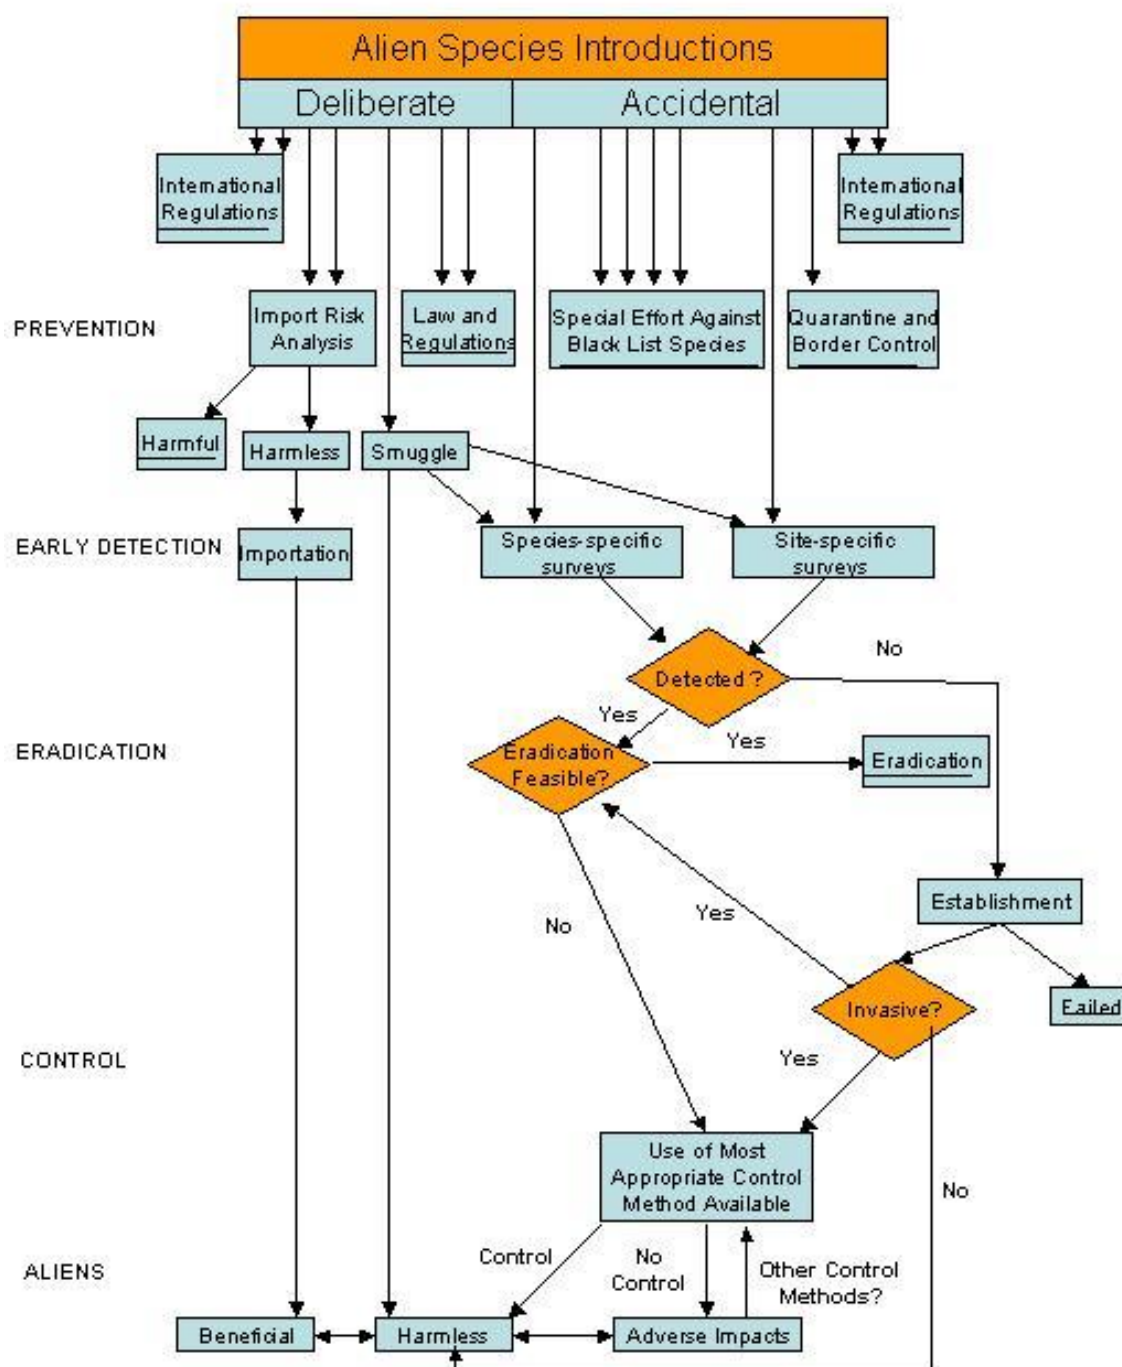 Alien Species Introductions
Deliberate
Accidental
International
Regulations
International
Regulations
PREVENTION
Import Risk
Analysis
Law and
Regulations
Special Effort Against
Black List Species
Quarantine and
Border Control
Harmful
Harmless
Smuggle
EARLY DETECTION
Importation
Species-specific
surveys
Site-specific
surveys
Detected ?
No
Yes
ERADICATION
Eradication
Feasible?
Yes
Eradication
Establishment
No
Yes
Invasive?
Failed
CONTROL
Yes
Use of Most
Appropriate Control
Method Available
No
ALIENS
Control
No
Control
Other Control
Methods?
Beneficial
Harmless
Adverse Impacts